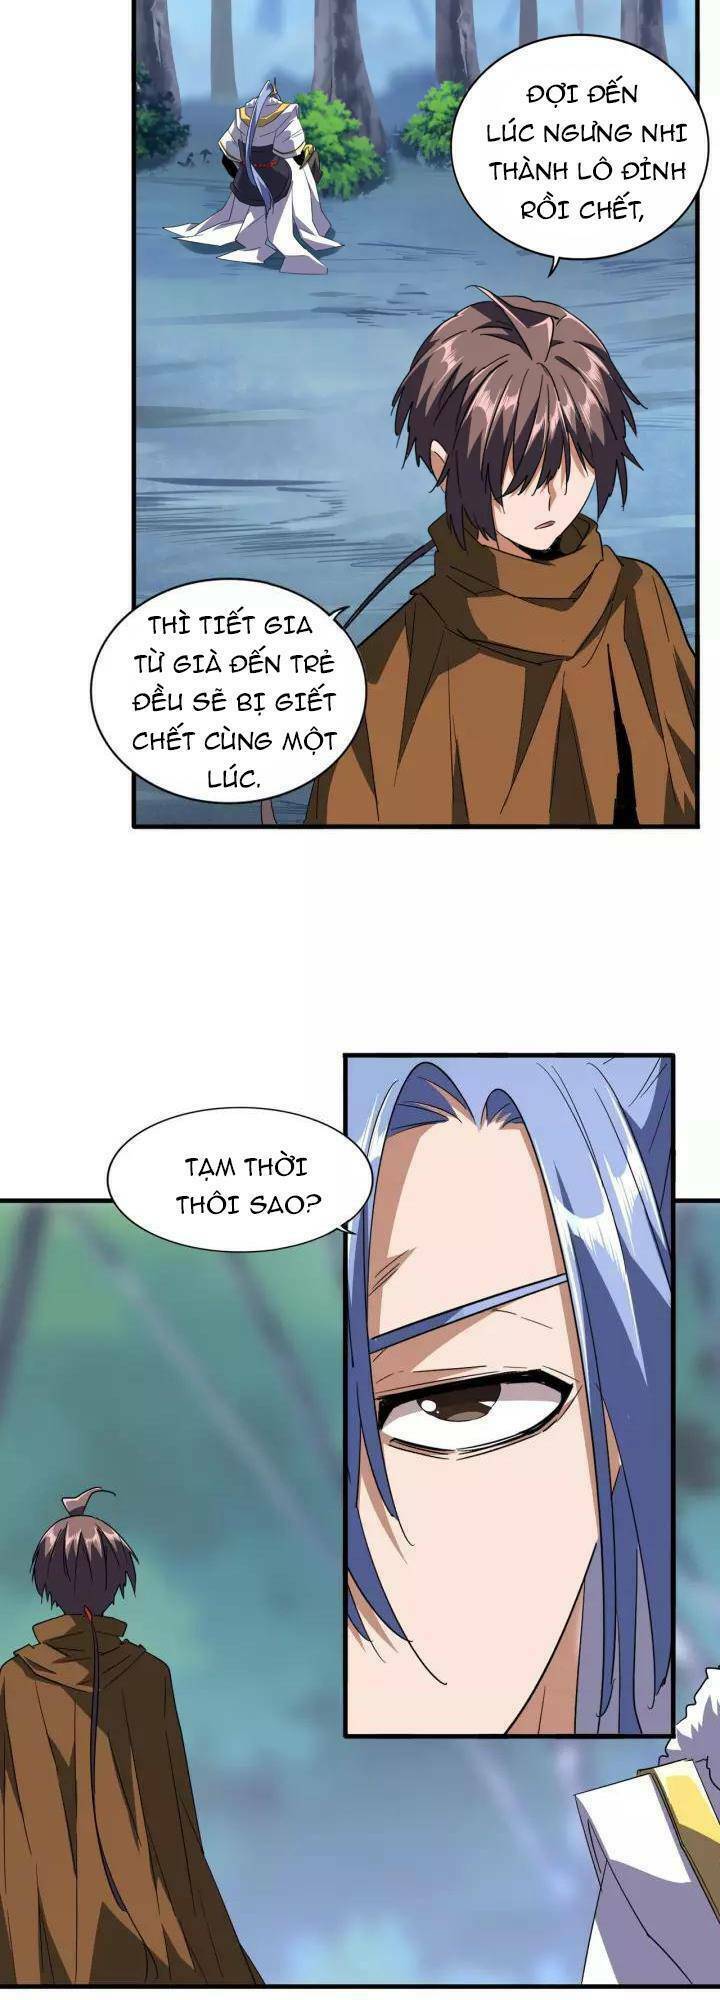 ĐỢI ĐẾN
LÚC NGƯNG NHI
THÀNH LÔ ĐỈNH
RỒI CHẾT,
THÌ TIẾT GIA
TỪ GIÀ ĐẾN TRẺ
ĐỀU SẼ BỊ GIẾT
CHẾT CÙNG MỘT
LÚC.
TẠM THỜI
THÔI SAO?